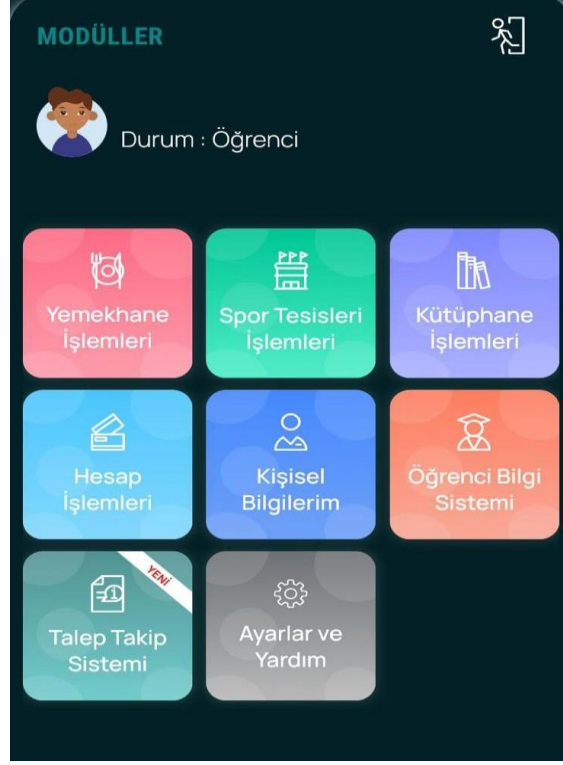 MODÜLLER
Durum : Öğrenci
Yemekhane
İşlemleri
Spor Tesisleri
İşlemleri
Kütüphane
İşlemleri
Hesap
İşlemleri
Kişisel
Bilgilerim
Öğrenci Bilgi
Sistemi
YENİ
Talep Takip
Sistemi
Ayarlar ve
Yardım